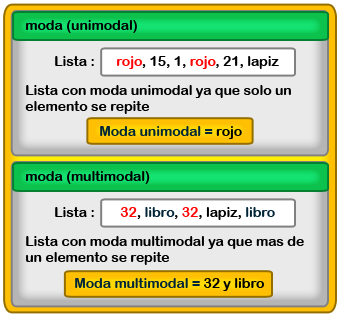 moda (unimodal)
Lista : rojo, 15, 1, rojo, 21, lapiz
Lista con moda unimodal ya que solo un
elemento se repite
Moda unimodal = rojo
moda (multimodal)
Lista : 32, libro, 32, lapiz, libro
Lista con moda multimodal ya que mas de
un elemento se repite
Moda multimodal = 32 y libro